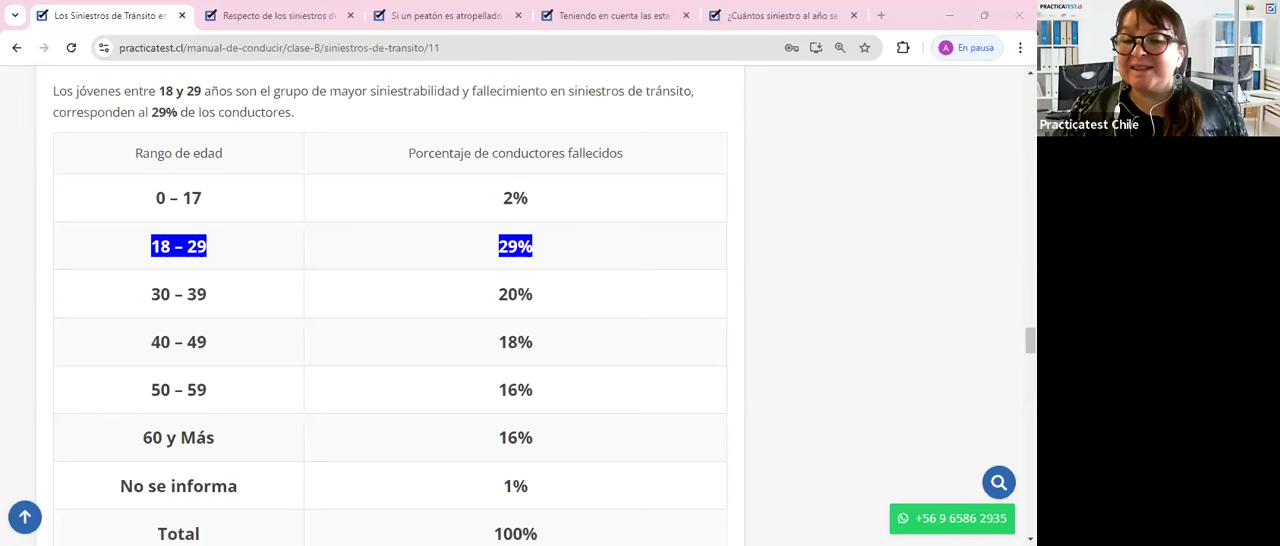 Los Siniestros de Tránsito en
Respecto de los siniestros de
Si un peatón es atropellado
Teniendo en cuenta las esta
¿Cuántos siniestro al año se
practicatest.cl/manual-de-conducir/clase-B/siniestros-de-transito/11
A En pausa
PRACTICATEST.cl
Practicatest Chile
Los jóvenes entre 18 y 29 años son el grupo de mayor siniestrabilidad y fallecimiento en siniestros de tránsito,
corresponden al 29% de los conductores.
Rango de edad Porcentaje de conductores fallecidos
0 – 17 2%
18 – 29 29%
30 – 39 20%
40 – 49 18%
50 – 59 16%
60 y Más 16%
No se informa 1%
Total 100%
+56 9 6586 2935